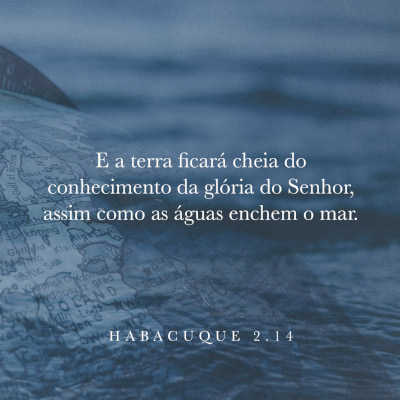 E a terra ficará cheia do
conhecimento da glória do Senhor,
assim como as águas enchem o mar.
HABACUQUE 2.14